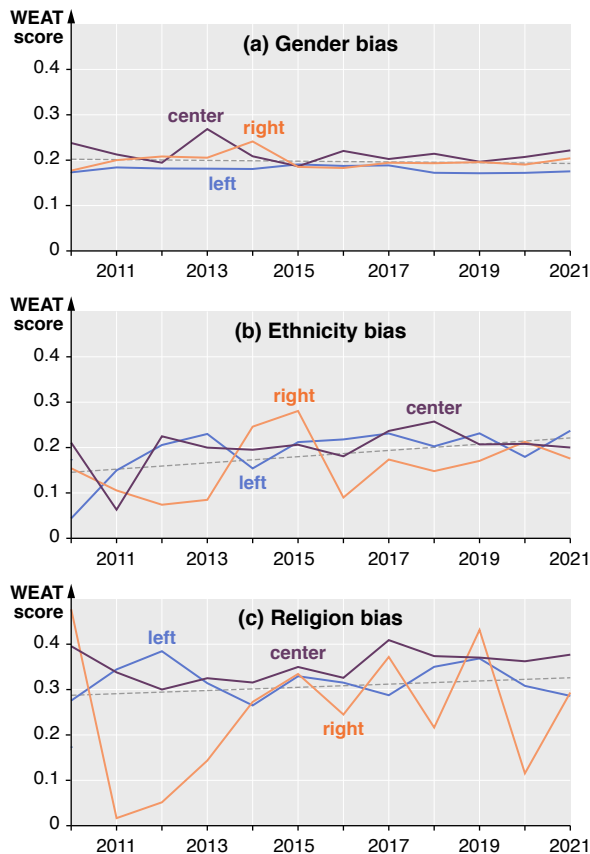 WEAT
score
(a) Gender bias
0.4
0.3
center
right
0.2
left
0.1
0
2011 2013 2015 2017 2019 2021
WEAT
score
(b) Ethnicity bias
0.4
right
0.3
center
0.2
left
0.1
0
2011 2013 2015 2017 2019 2021
WEAT
score
(c) Religion bias
left
0.4
center
0.3
right
0.2
0.1
0
2011 2013 2015 2017 2019 2021